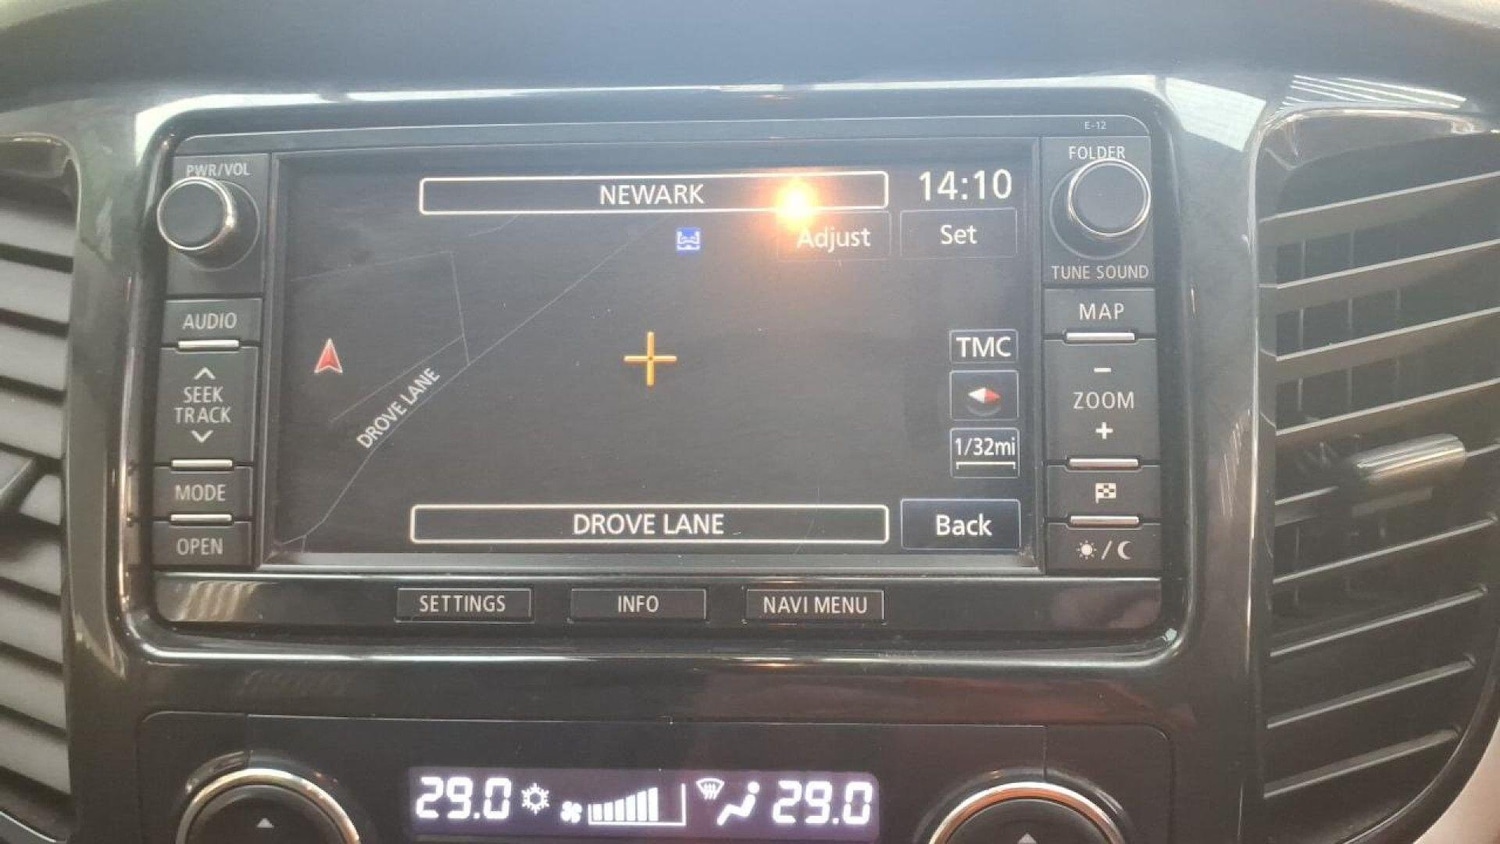 E-12
PWR/VOL
FOLDER
NEWARK
14:10
Adjust
Set
TUNE SOUND
AUDIO
MAP
TMC
SEEK
TRACK
DROVE LANE
- ZOOM +
1/32mi
MODE
DROVE LANE
Back
OPEN
SETTINGS
INFO
NAVI MENU
29.0
29.0